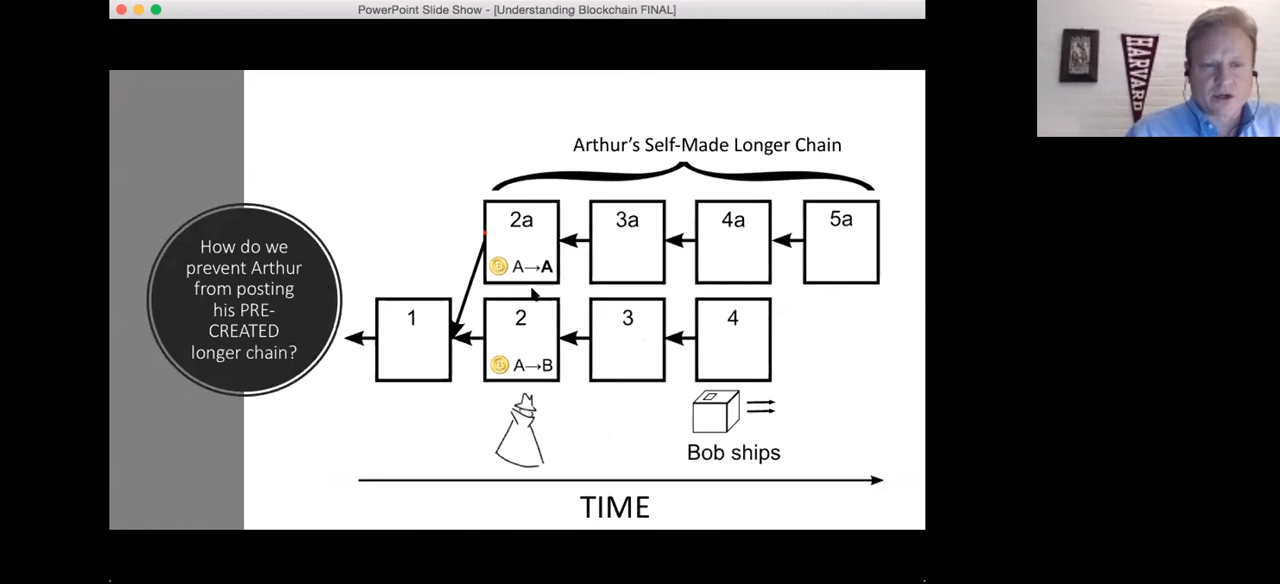 PowerPoint Slide Show - [Understanding Blockchain FINAL]
HARVARD
Arthur's Self-Made Longer Chain
2a
3a
4a
5a
A→A
How do we
prevent Arthur
from posting
his PRE-
CREATED
longer chain?
1
2
3
4
A→B
Bob ships
TIME